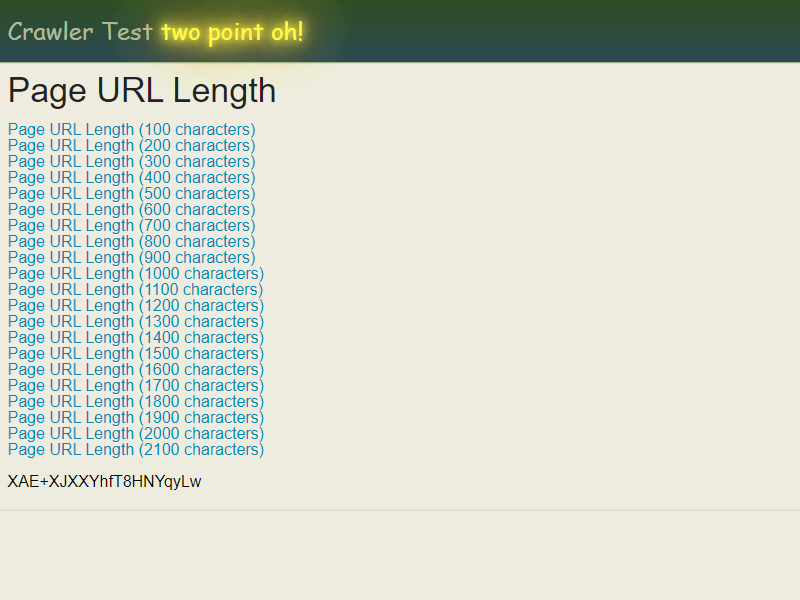 Crawler Test two point oh!
Page URL Length
Page URL Length (100 characters)
Page URL Length (200 characters)
Page URL Length (300 characters)
Page URL Length (400 characters)
Page URL Length (500 characters)
Page URL Length (600 characters)
Page URL Length (700 characters)
Page URL Length (800 characters)
Page URL Length (900 characters)
Page URL Length (1000 characters)
Page URL Length (1100 characters)
Page URL Length (1200 characters)
Page URL Length (1300 characters)
Page URL Length (1400 characters)
Page URL Length (1500 characters)
Page URL Length (1600 characters)
Page URL Length (1700 characters)
Page URL Length (1800 characters)
Page URL Length (1900 characters)
Page URL Length (2000 characters)
Page URL Length (2100 characters)
XAE+XJXXYhfT8HNYqyLw